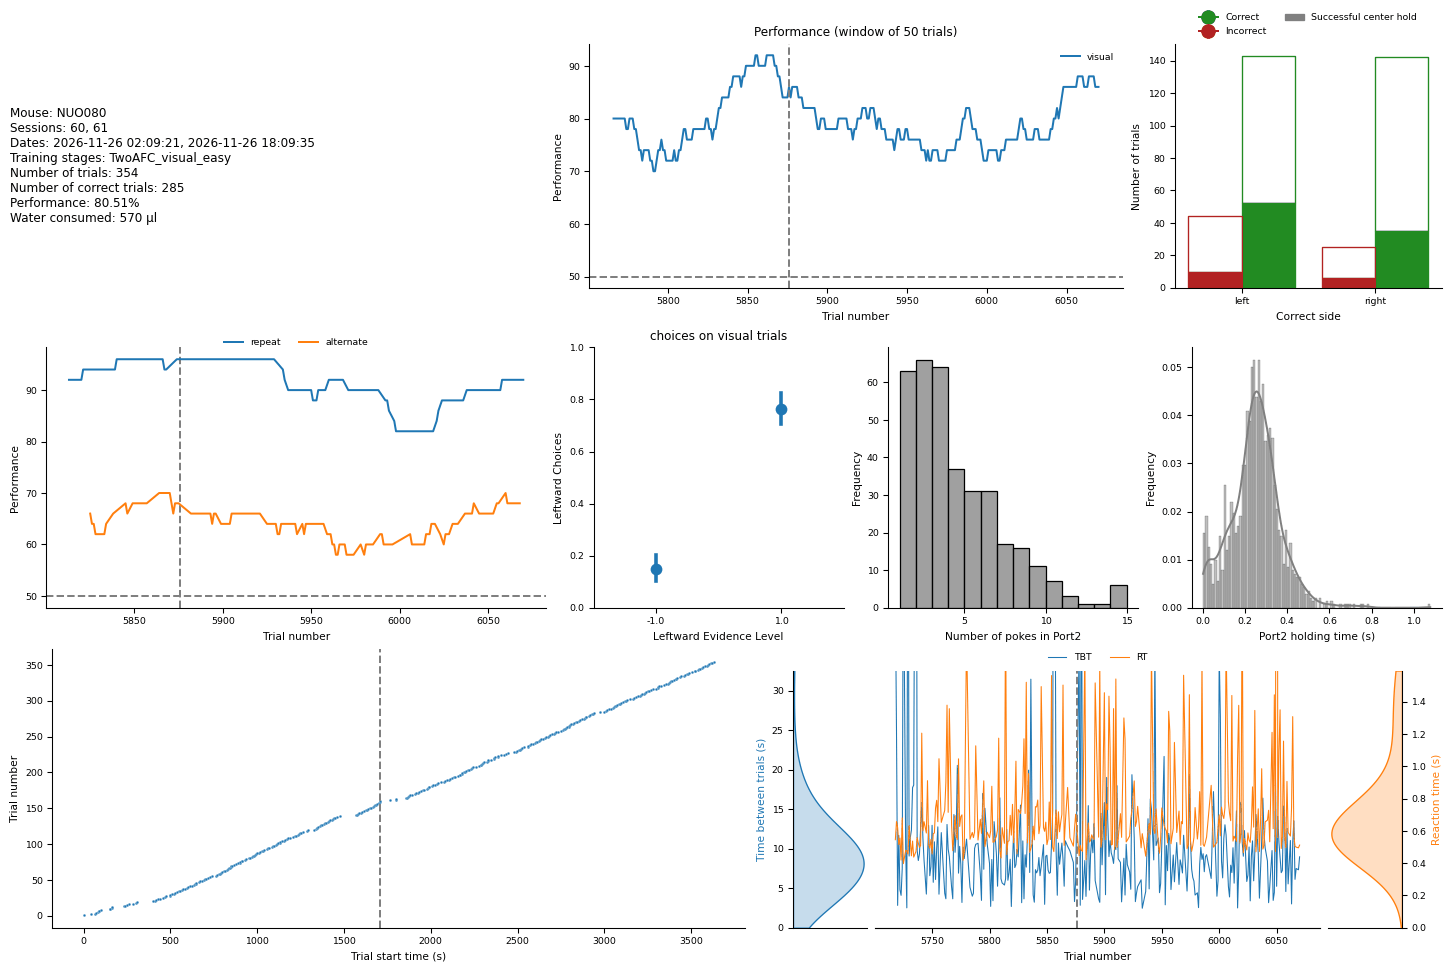 Mouse: NUO080
Sessions: 60, 61
Dates: 2026-11-26 02:09:21, 2026-11-26 18:09:35
Training stages: TwoAFC_visual_easy
Number of trials: 354
Number of correct trials: 285
Performance: 80.51%
Water consumed: 570 µl
Performance (window of 50 trials)
visual
90
80
70
60
50
Performance
5800 5850 5900 5950 6000 6050
Trial number
Correct
Incorrect
Successful center hold
140
120
100
80
60
40
20
0
Number of trials
left right
Correct side
repeat alternate
90
80
70
60
50
Performance
5850 5900 5950 6000 6050
Trial number
choices on visual trials
1.0
0.8
0.6
0.4
0.2
0.0
Leftward Choices
-1.0 1.0
Leftward Evidence Level
60
50
40
30
20
10
0
Frequency
5 10 15
Number of pokes in Port2
0.05
0.04
0.03
0.02
0.01
0.00
Frequency
0.0 0.2 0.4 0.6 0.8 1.0
Port2 holding time (s)
350
300
250
200
150
100
50
0
Trial number
0 500 1000 1500 2000 2500 3000 3500
Trial start time (s)
TBT RT
30
25
20
15
10
5
0
Time between trials (s)
5750 5800 5850 5900 5950 6000 6050
Trial number
1.4
1.2
1.0
0.8
0.6
0.4
0.2
0.0
Reaction time (s)